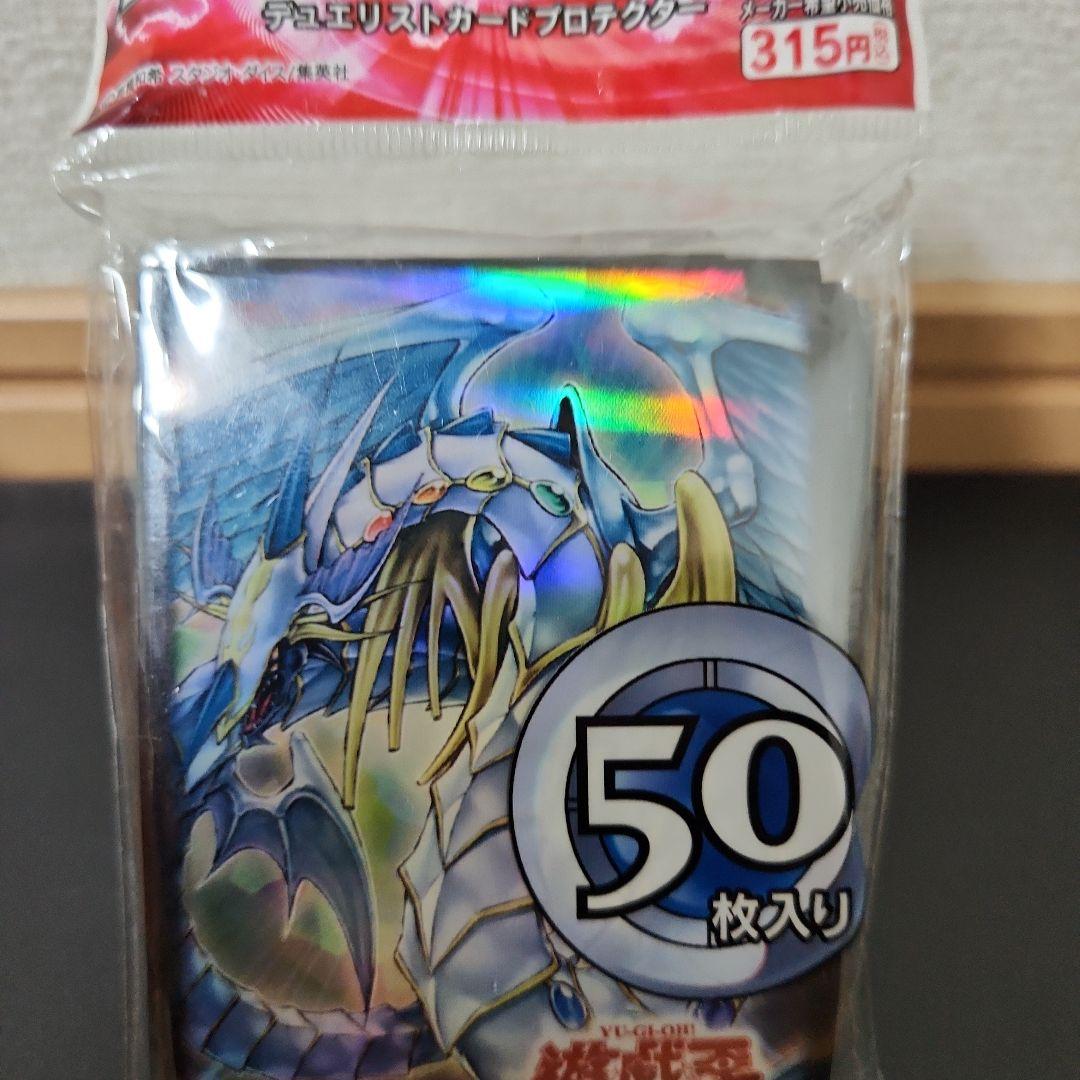 デュエリストカードプロテクター
メーカー希望小売価格
315円税込
スタジオ・ダイス/集英社
50
枚入り
YU-GI-OH!
遊戯王